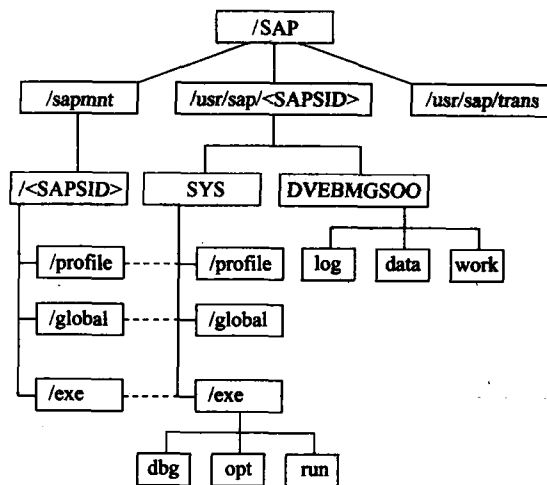 /SAP
/sapmnt /usr/sap/<SAPSID> /usr/sap/trans
/<SAPSID> SYS DVEBMGSOO
/profile /profile log data work
/global /global
/exe /exe
dbg opt run